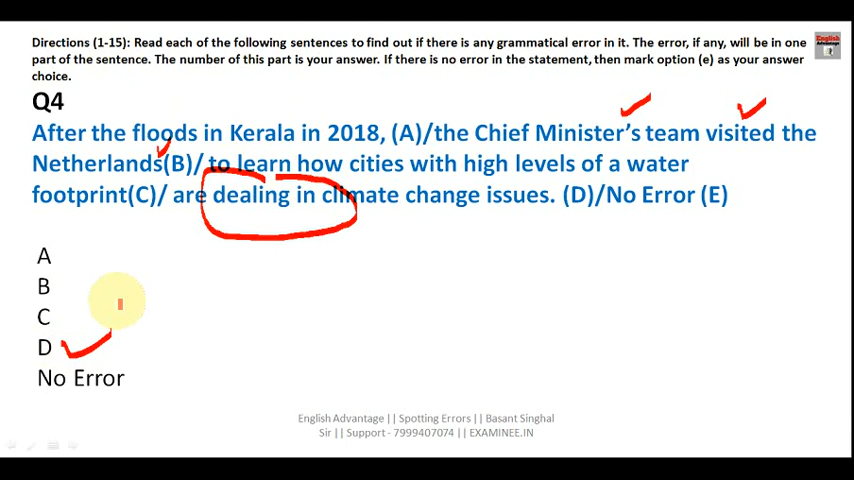 Directions (1-15): Read each of the following sentences to find out if there is any grammatical error in it. The error, if any, will be in one
part of the sentence. The number of this part is your answer. If there is no error in the statement, then mark option (e) as your answer
choice.
English
Advantage
Q4
After the floods in Kerala in 2018, (A)/the Chief Minister's team visited the
Netherlands(B)/ to learn how cities with high levels of a water
footprint(C)/ are dealing in climate change issues. (D)/No Error (E)
A
B
C
D
No Error
English Advantage || Spotting Errors || Basant Singhal
Sir || Support - 7999407074 || EXAMINEE.IN